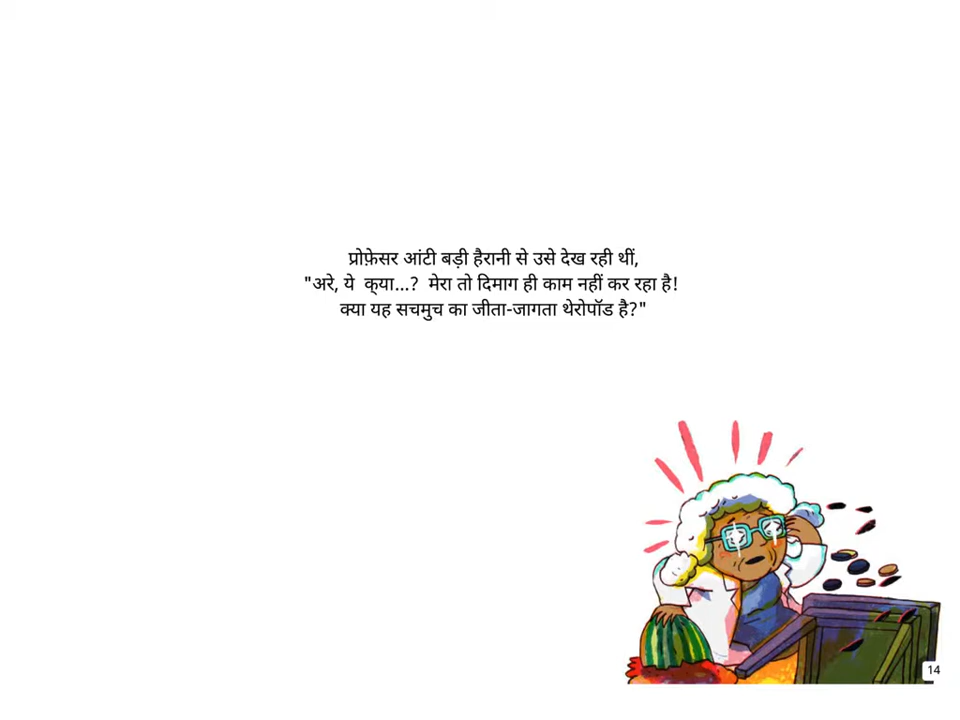 प्रोफ़ेसर आंटी बड़ी हैरानी से उसे देख रही थीं,
"अरे, ये क्‌या...? मेरा तो दिमाग ही काम नहीं कर रहा है!
क्या यह सचमुच का जीता-जागता थेरोपॉड है?"
14